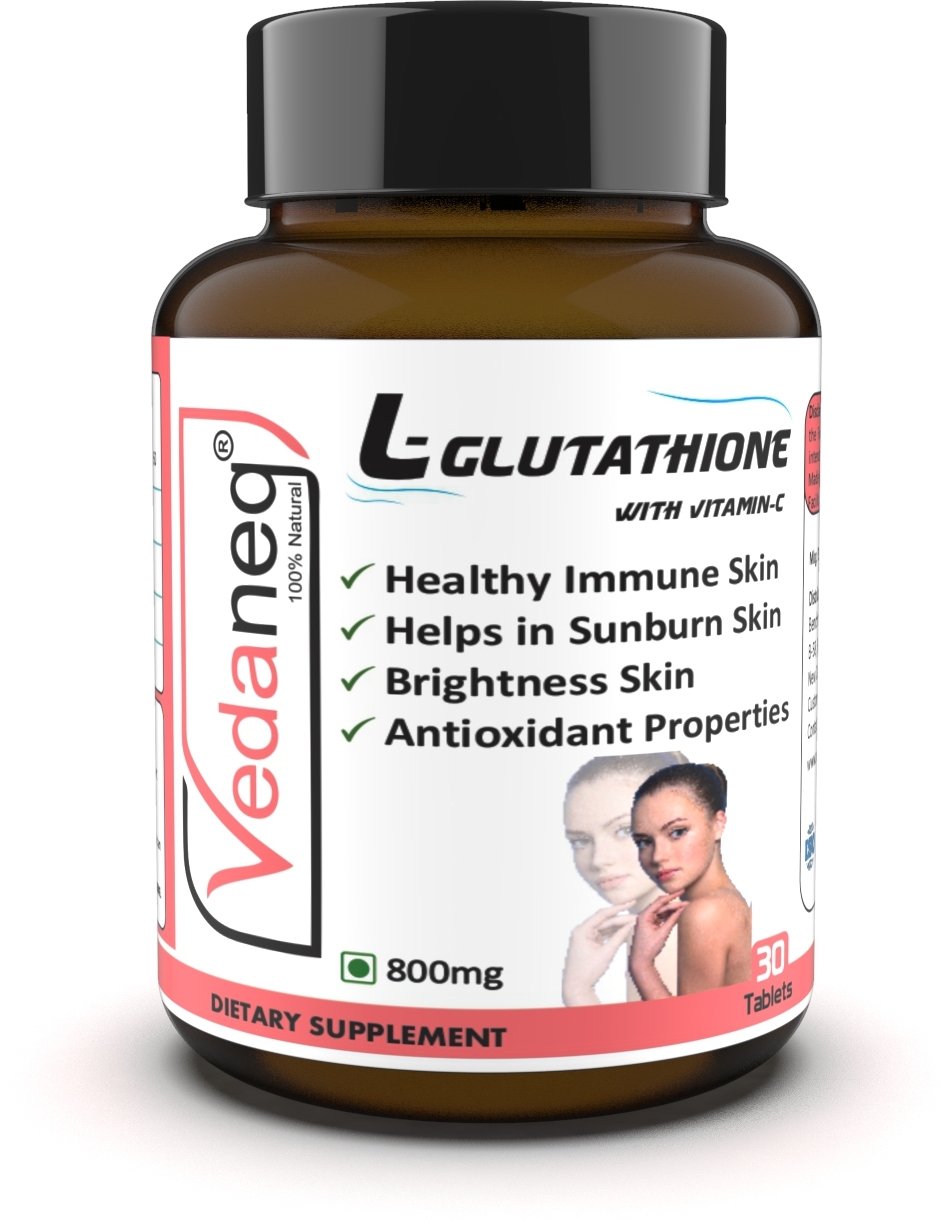 L-GLUTATHIONE
WITH VITAMIN-C
Vedaneq®
100% Natural
Healthy Immune Skin
Helps in Sunburn Skin
Brightness Skin
Antioxidant Properties
800mg
30
Tablets
DIETARY SUPPLEMENT